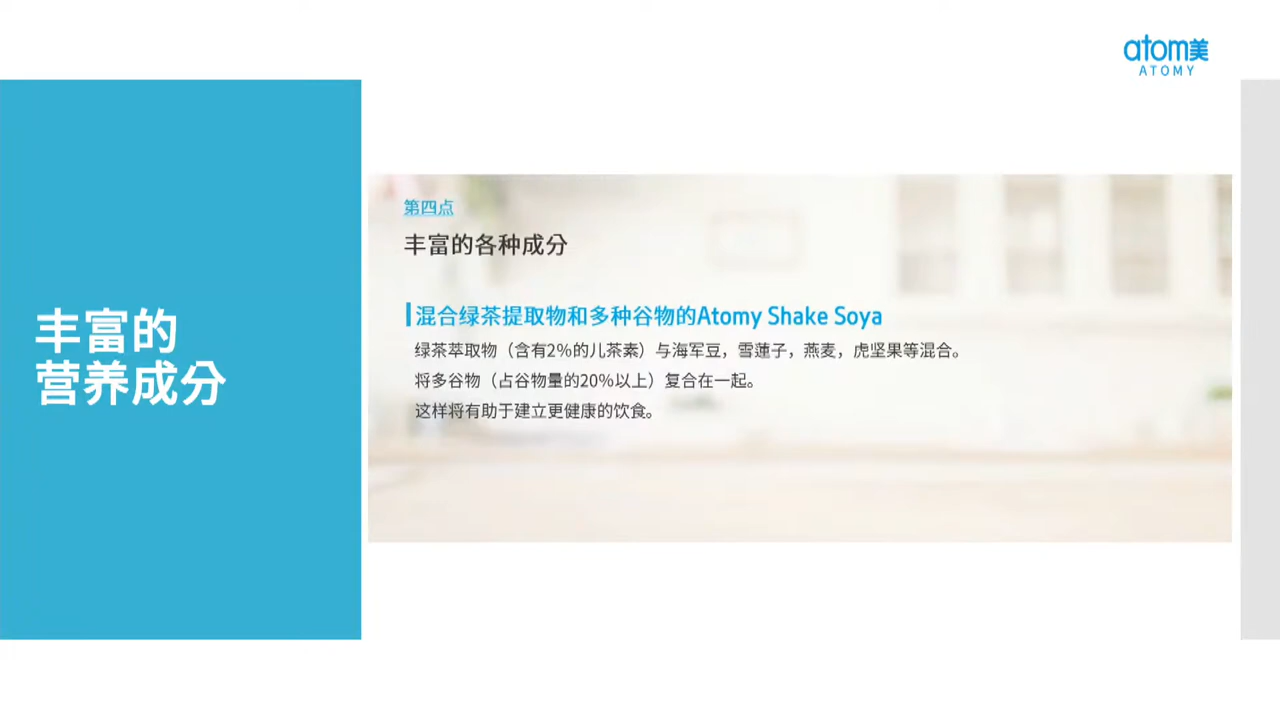 atom美
ATOMY
丰富的
营养成分
第四点
丰富的各种成分
混合绿茶提取物和多种谷物的Atomy Shake Soya
绿茶萃取物（含有2%的儿茶素）与海军豆，雪蓮子，燕麦，虎坚果等混合。
将多谷物（占谷物量的20%以上）复合在一起。
这样将有助于建立更健康的饮食。